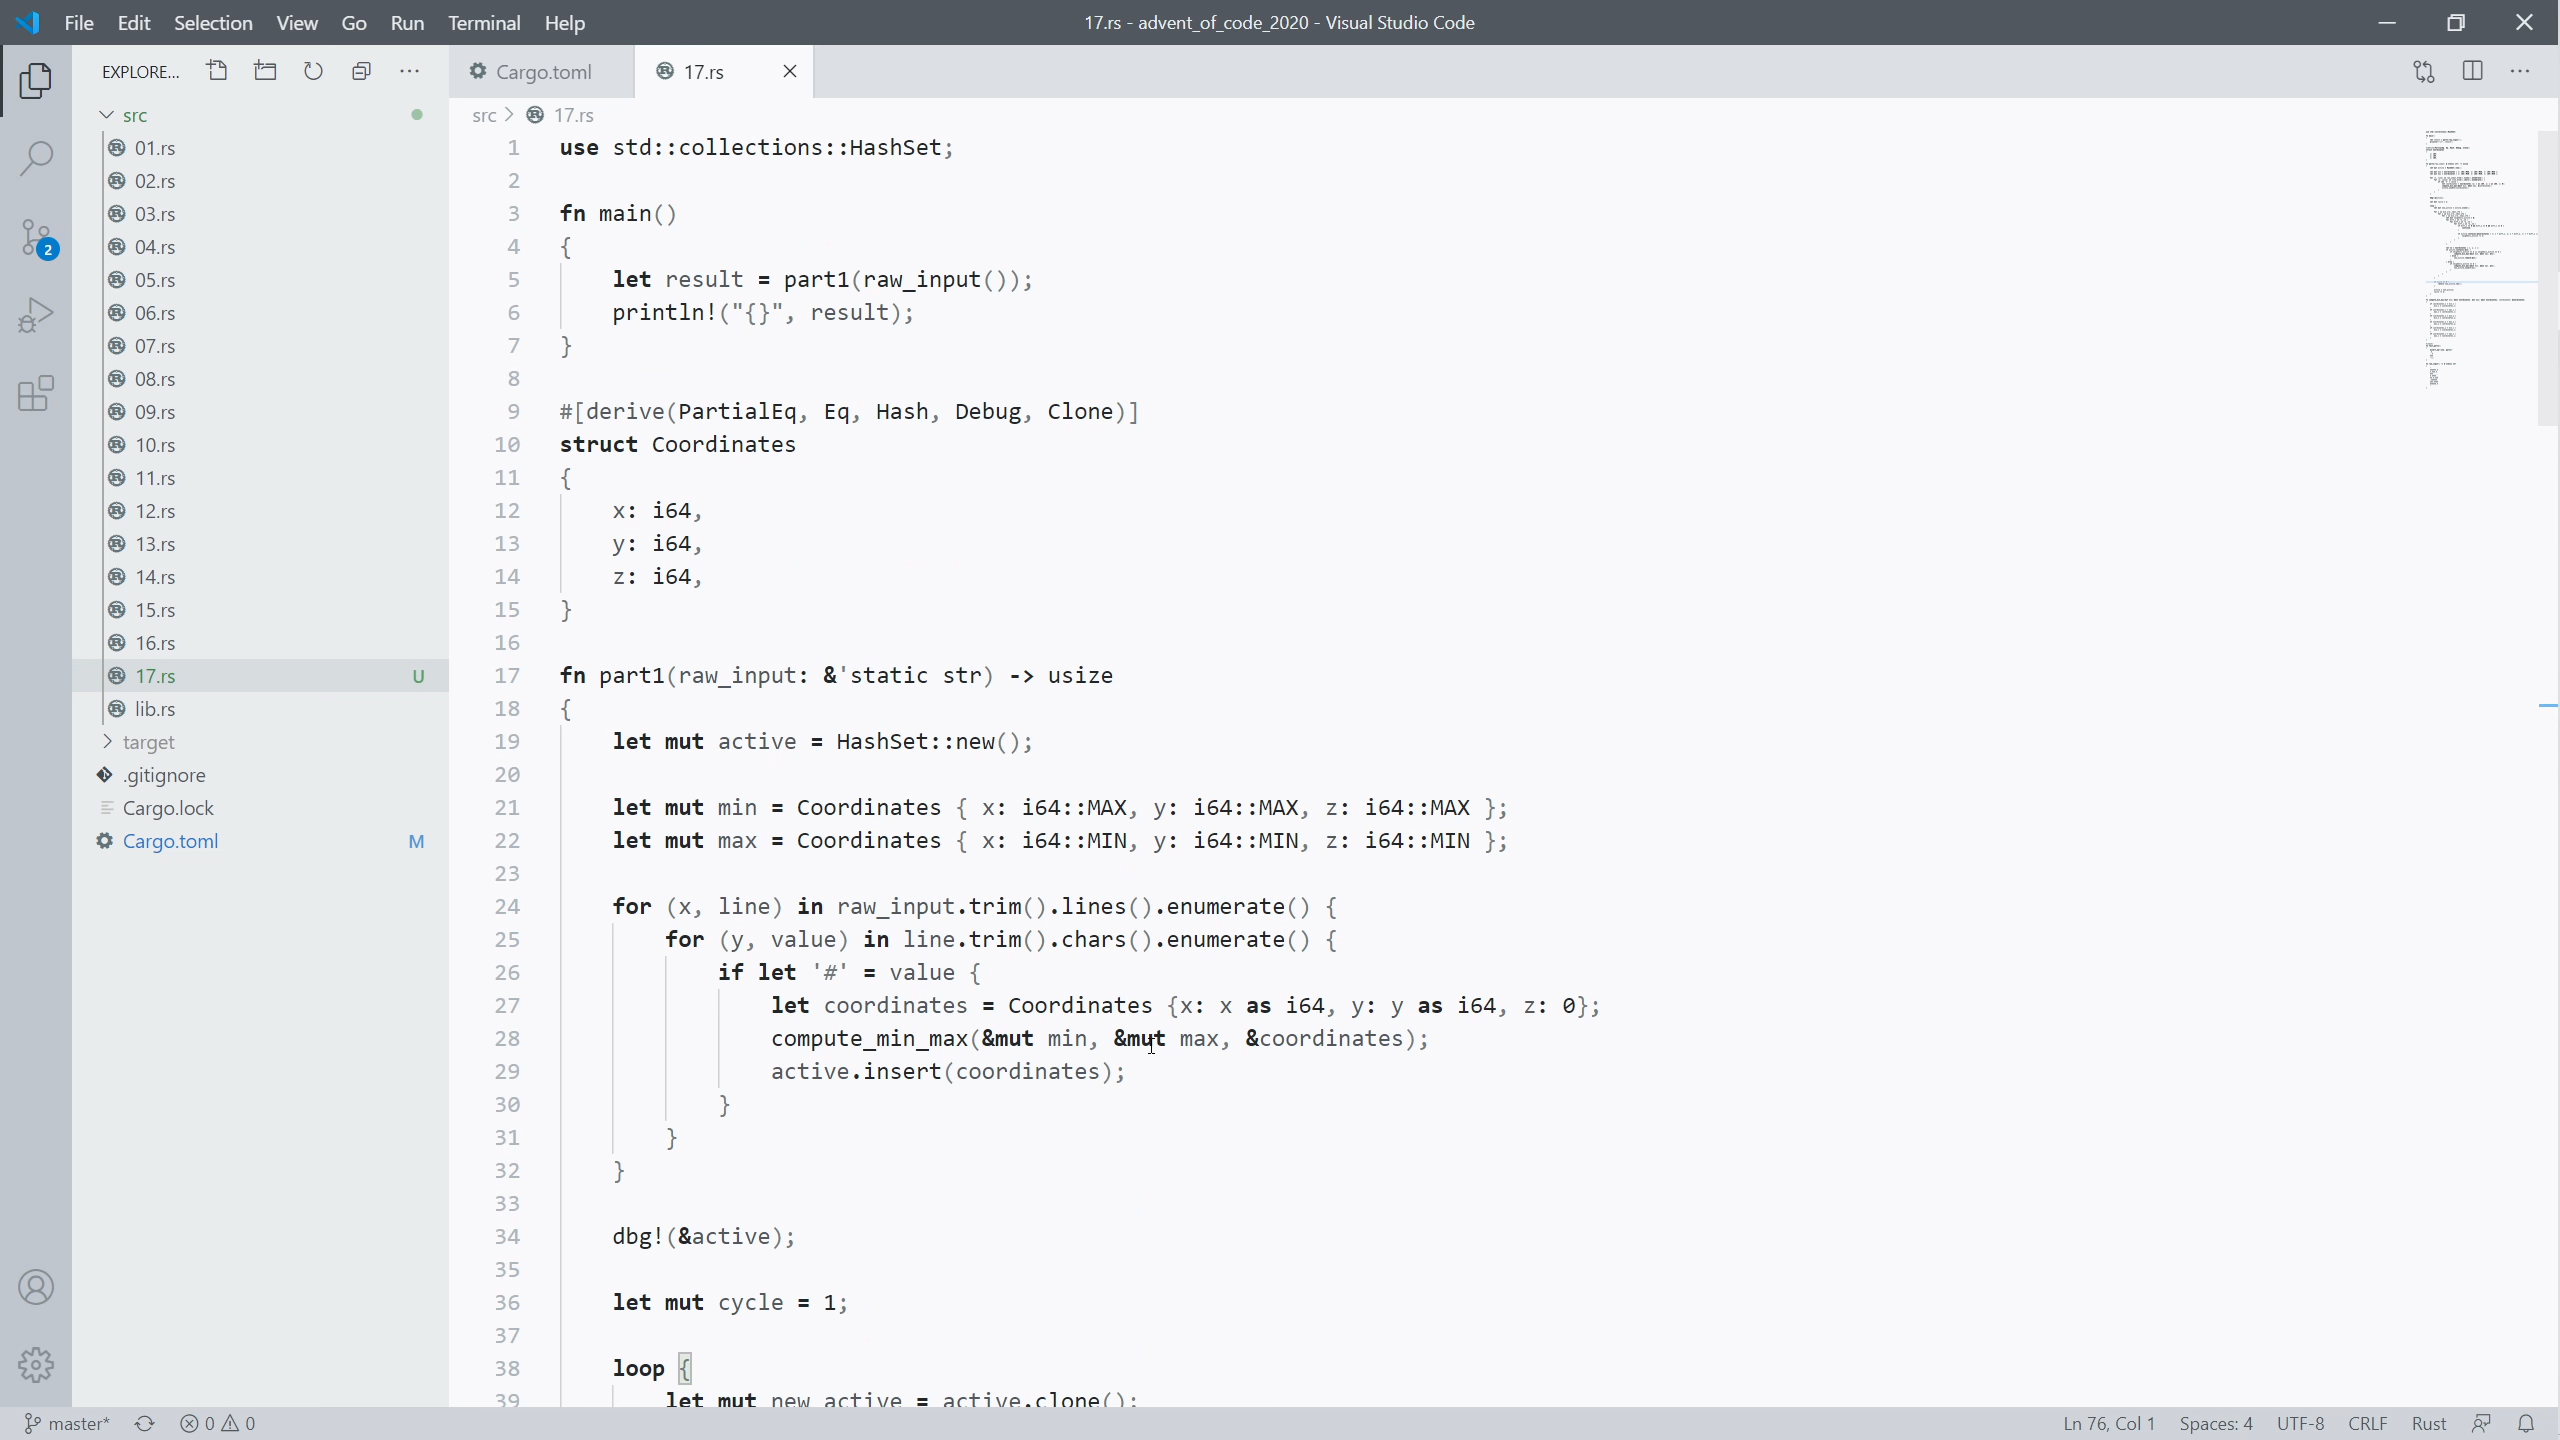 File Edit Selection View Go Run Terminal Help
17.rs - advent_of_code_2020 - Visual Studio Code
EXPLORE...
Cargo.toml
17.rs
src
01.rs
02.rs
03.rs
04.rs
05.rs
06.rs
07.rs
08.rs
09.rs
10.rs
11.rs
12.rs
13.rs
14.rs
15.rs
16.rs
17.rs U
lib.rs
target
.gitignore
Cargo.lock
Cargo.toml M
2
src > 17.rs
1 use std::collections::HashSet;
2
3 fn main()
4 {
5 let result = part1(raw_input());
6 println!("{}", result);
7 }
8
9 #[derive(PartialEq, Eq, Hash, Debug, Clone)]
10 struct Coordinates
11 {
12 x: i64,
13 y: i64,
14 z: i64,
15 }
16
17 fn part1(raw_input: &'static str) -> usize
18 {
19 let mut active = HashSet::new();
20
21 let mut min = Coordinates { x: i64::MAX, y: i64::MAX, z: i64::MAX };
22 let mut max = Coordinates { x: i64::MIN, y: i64::MIN, z: i64::MIN };
23
24 for (x, line) in raw_input.trim().lines().enumerate() {
25 for (y, value) in line.trim().chars().enumerate() {
26 if let '#' = value {
27 let coordinates = Coordinates {x: x as i64, y: y as i64, z: 0};
28 compute_min_max(&mut min, &mut max, &coordinates);
29 active.insert(coordinates);
30 }
31 }
32 }
33
34 dbg!(&active);
35
36 let mut cycle = 1;
37
38 loop {
39 let mut new_active = active.clone();
master* 0 0
Ln 76, Col 1 Spaces: 4 UTF-8 CRLF Rust